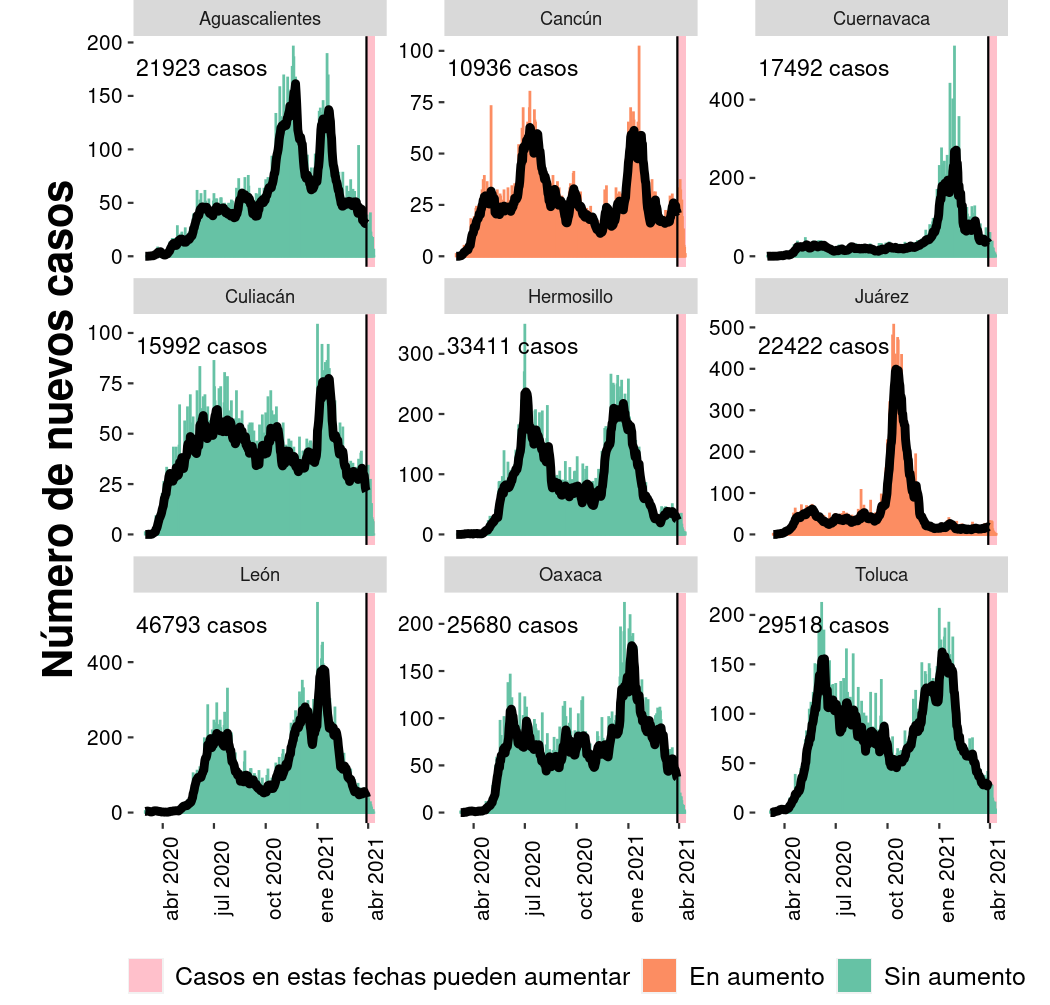 Número de nuevos casos
Aguascalientes
Cancún
Cuernavaca
200
150
100
50
0
21923 casos
100
75
50
25
0
10936 casos
400
200
0
17492 casos
Culiacán
Hermosillo
Juárez
100
75
50
25
0
15992 casos
300
200
100
0
33411 casos
500
400
300
200
100
0
22422 casos
León
Oaxaca
Toluca
400
200
0
46793 casos
200
150
100
50
0
25680 casos
200
150
100
50
0
29518 casos
abr 2020
jul 2020
oct 2020
ene 2021
abr 2021
abr 2020
jul 2020
oct 2020
ene 2021
abr 2021
abr 2020
jul 2020
oct 2020
ene 2021
abr 2021
Casos en estas fechas pueden aumentar
En aumento
Sin aumento